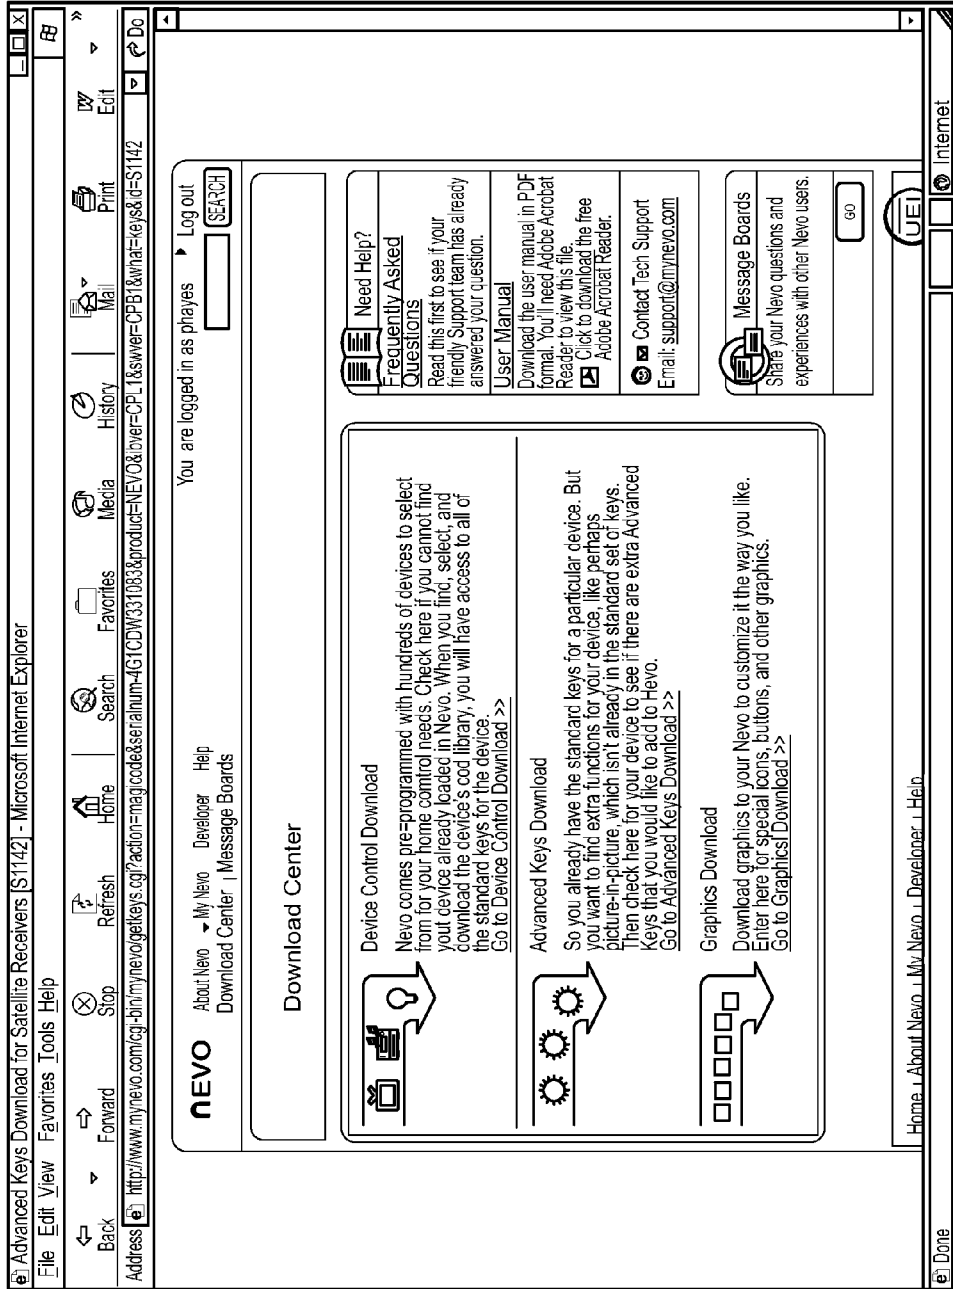 Advanced Keys Download for Satellite Receivers [S1142] - Microsoft Internet Explorer
File Edit View Favorites Tools Help
Back Forward Stop Refresh Home Search Favorites Media History Mail Print Edit »
Address http://www.mynevo.com/cgi-bin/mynevo/getkeys.cgi?action=magicode&serialnum-4G1CDW331083&product=NEVO&ibver=CPL1&swver=CPB1&what=keys&id=S1142 Do
NEVO
About Nevo My Nevo Developer Help
Download Center | Message Boards
You are logged in as phayes Log out
SEARCH
Download Center
Device Control Download
Nevo comes pre=programmed with hundreds of devices to select
from for your home control needs. Check here if you cannot find
yout device already loaded in Nevo. When you find, select, and
download the device's cod library, you will have access to all of
the standard keys for the device.
Go to Device Control Download >>
Advanced Keys Download
So you already have the standard keys for a particular device. But
you want to find extra functions for your device, like perhaps
picture-in-picture, which isn't already in the standard set of keys.
Then check here for your device to see if there are extra Advanced
Keys that you would like to add to Hevo.
Go to Advanced Keys Download >>
Graphics Download
Download graphics to your Nevo to customize it the way you like.
Enter here for special icons, buttons, and other graphics.
Go to Graphicsl Download >>
Need Help?
Frequently Asked
Questions
Read this first to see if your
friendly Support team has already
answered your question.
User Manual
Download the user manual in PDF
formal. You'll need Adobe Acrobat
Reader to view this file.
Click to download the free
Adobe Acrobat Reader.
Contact Tech Support
Email: support@mynevo.com
Message Boards
Share your Nevo questions and
experiences with other Nevo users.
GO
Home | About Nevo | My Nevo | Developer | Help
UEI
Done Internet